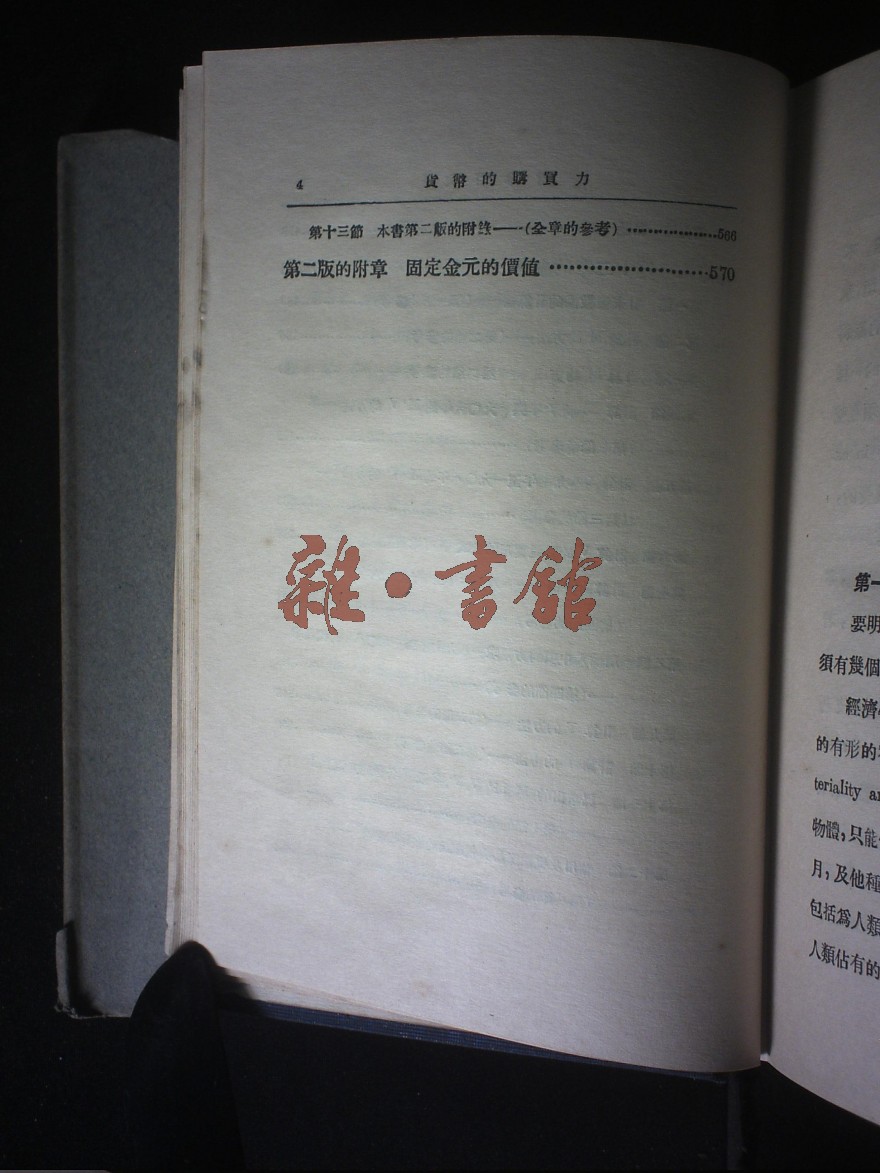 4 貨幣的購買力
第十三節 本書第二版的附註——(全章的參考)………………566
第二版的附章 固定金元的價值……………………570
雜·書館
第一
要明
須有幾個
經濟
的有形的
teriality an
物體,只能
月,及他種
包括爲人類
人類佔有的